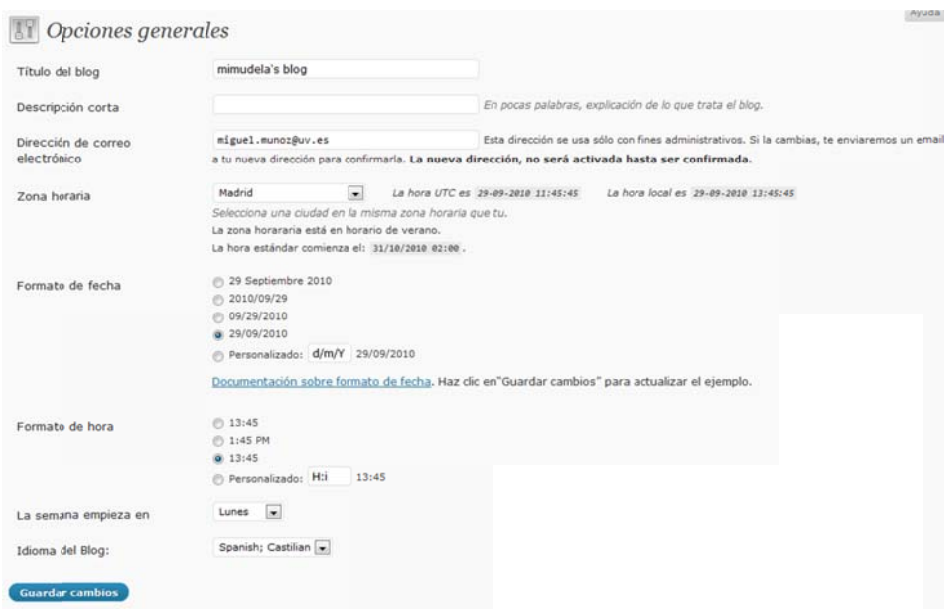 Ayuda
Opciones generales
Título del blog
mimudela's blog
Descripción corta
En pocas palabras, explicación de lo que trata el blog.
Dirección de correo electrónico
miguel.munoz@uv.es
Esta dirección se usa sólo con fines administrativos. Si la cambias, te enviaremos un email
a tu nueva dirección para confirmarla. La nueva dirección, no será activada hasta ser confirmada.
Zona horaria
Madrid
La hora UTC es 29-09-2010 11:45:45
La hora local es 29-09-2010 13:45:45
Selecciona una ciudad en la misma zona horaria que tu.
La zona horararia está en horario de verano.
La hora estándar comienza el: 31/10/2010 02:00 .
Formato de fecha
29 Septiembre 2010
2010/09/29
09/29/2010
29/09/2010
Personalizado: d/m/Y 29/09/2010
Documentación sobre formato de fecha. Haz clic en"Guardar cambios" para actualizar el ejemplo.
Formato de hora
13:45
1:45 PM
13:45
Personalizado: H:i 13:45
La semana empieza en
Lunes
Idioma del Blog:
Spanish; Castilian
Guardar cambios